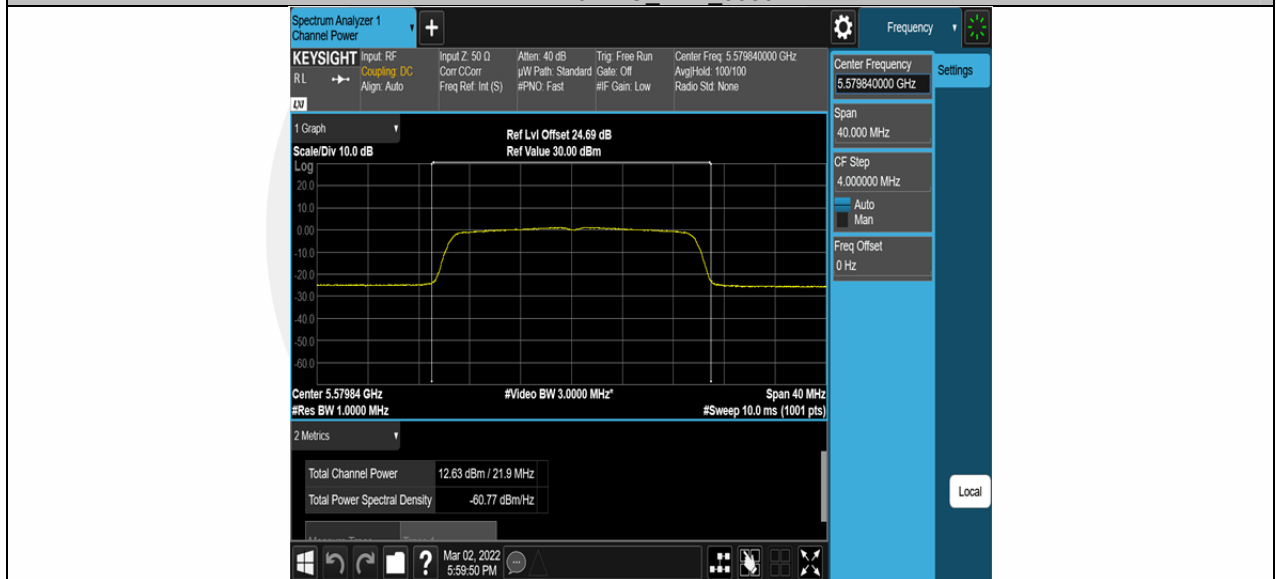 Spectrum Analyzer 1
Channel Power
+
Frequency
KEYSIGHT
RL
LXI
Input: RF
Coupling: DC
Align: Auto
Input Z: 50 Ω
Corr CCorr
Freq Ref: Int (S)
Atten: 40 dB
µW Path: Standard
#PNO: Fast
Trig: Free Run
Gate: Off
#IF Gain: Low
Center Freq: 5.579840000 GHz
Avg|Hold: 100/100
Radio Std: None
Center Frequency
5.579840000 GHz
Settings
Span
40.000 MHz
CF Step
4.000000 MHz
Auto
Man
Freq Offset
0 Hz
Local
1 Graph
Scale/Div 10.0 dB
Ref Lvl Offset 24.69 dB
Ref Value 30.00 dBm
Log
20.0
10.0
0.00
-10.0
-20.0
-30.0
-40.0
-50.0
-60.0
Center 5.57984 GHz
#Video BW 3.0000 MHz*
Span 40 MHz
#Res BW 1.0000 MHz
#Sweep 10.0 ms (1001 pts)
2 Metrics
Total Channel Power 12.63 dBm / 21.9 MHz
Total Power Spectral Density -60.77 dBm/Hz
?
Mar 02, 2022
5:59:50 PM